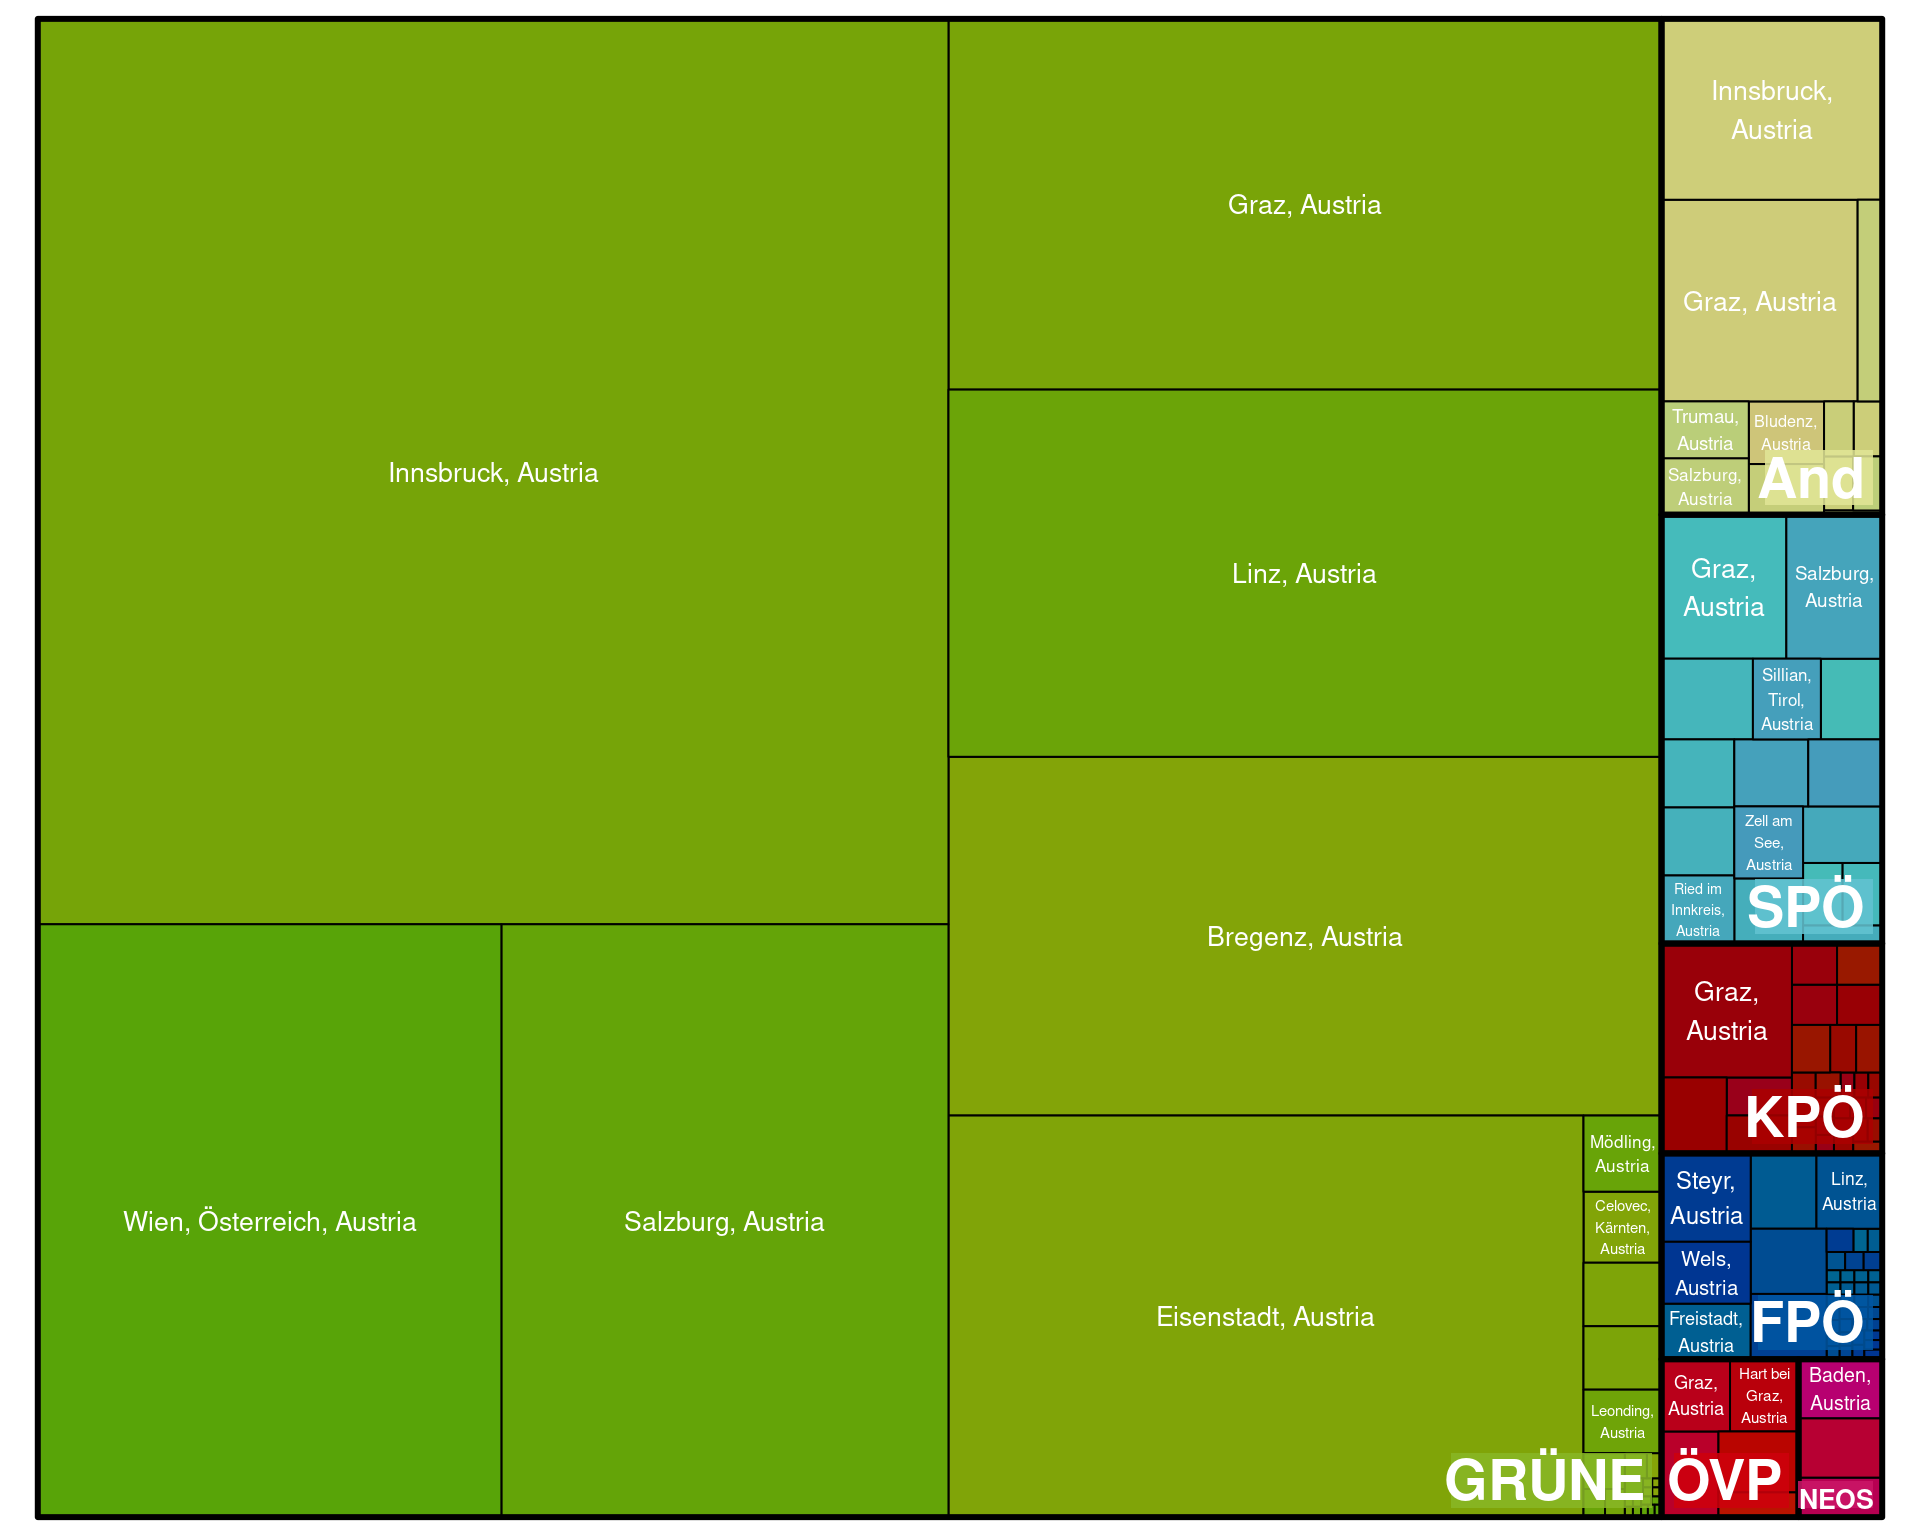 Innsbruck, Austria
Wien, Österreich, Austria
Salzburg, Austria
Graz, Austria
Linz, Austria
Bregenz, Austria
Eisenstadt, Austria
Mödling,
Austria
Celovec,
Kärnten,
Austria
Leonding,
Austria
GRÜNE
Innsbruck,
Austria
Graz, Austria
Trumau,
Austria
Bludenz,
Austria
Salzburg,
Austria
And
Graz,
Austria
Salzburg,
Austria
Sillian,
Tirol,
Austria
Zell am
See,
Austria
Ried im
Innkreis,
Austria
SPÖ
Graz,
Austria
KPÖ
Steyr,
Austria
Linz,
Austria
Wels,
Austria
Freistadt,
Austria
FPÖ
Graz,
Austria
Hart bei
Graz,
Austria
ÖVP
Baden,
Austria
NEOS